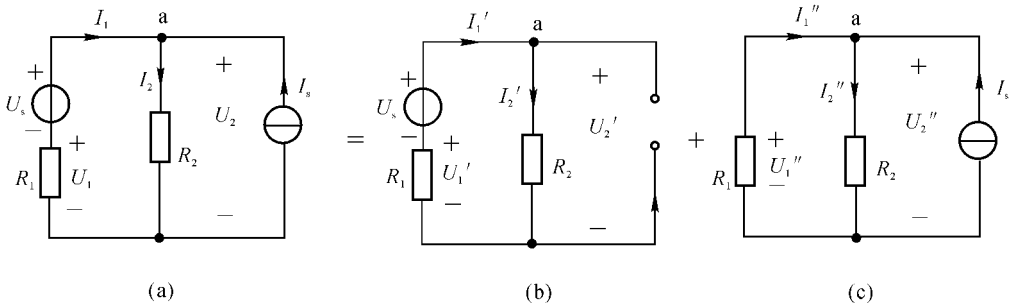 I₁ a
I₂
+
+
Uₛ
U₂
Iₛ
−
+
R₁
U₁
R₂
−
−
(a)
=
I₁′ a
I₂′
+
+
Uₛ
U₂′
−
+
R₁
U₁′
R₂
−
−
(b)
+
I₁″ a
I₂″
+
Iₛ
U₂″
+
R₁
U₁″
R₂
−
−
(c)